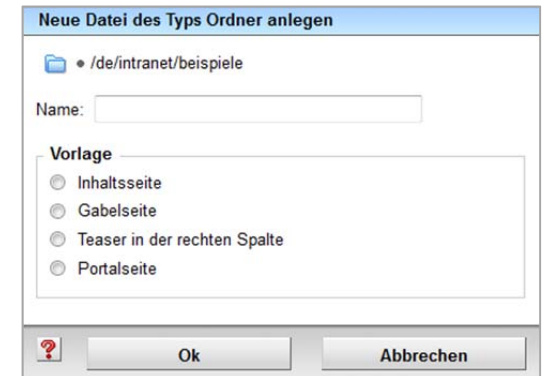 Neue Datei des Typs Ordner anlegen
/de/intranet/beispiele
Name:
Vorlage
Inhaltsseite
Gabelseite
Teaser in der rechten Spalte
Portalseite
? Ok Abbrechen